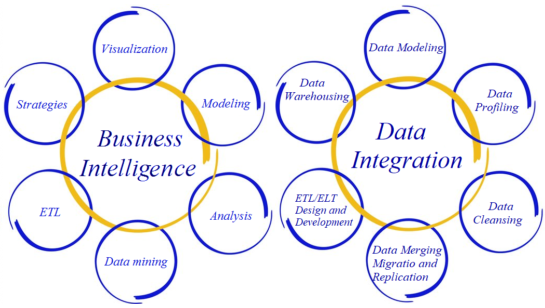 Visualization
Strategies
Modeling
Business
Intelligence
ETL
Analysis
Data mining
Data Modeling
Data
Warehousing
Data
Profiling
Data
Integration
ETL/ELT
Design and
Development
Data
Cleansing
Data Merging
Migratio and
Replication